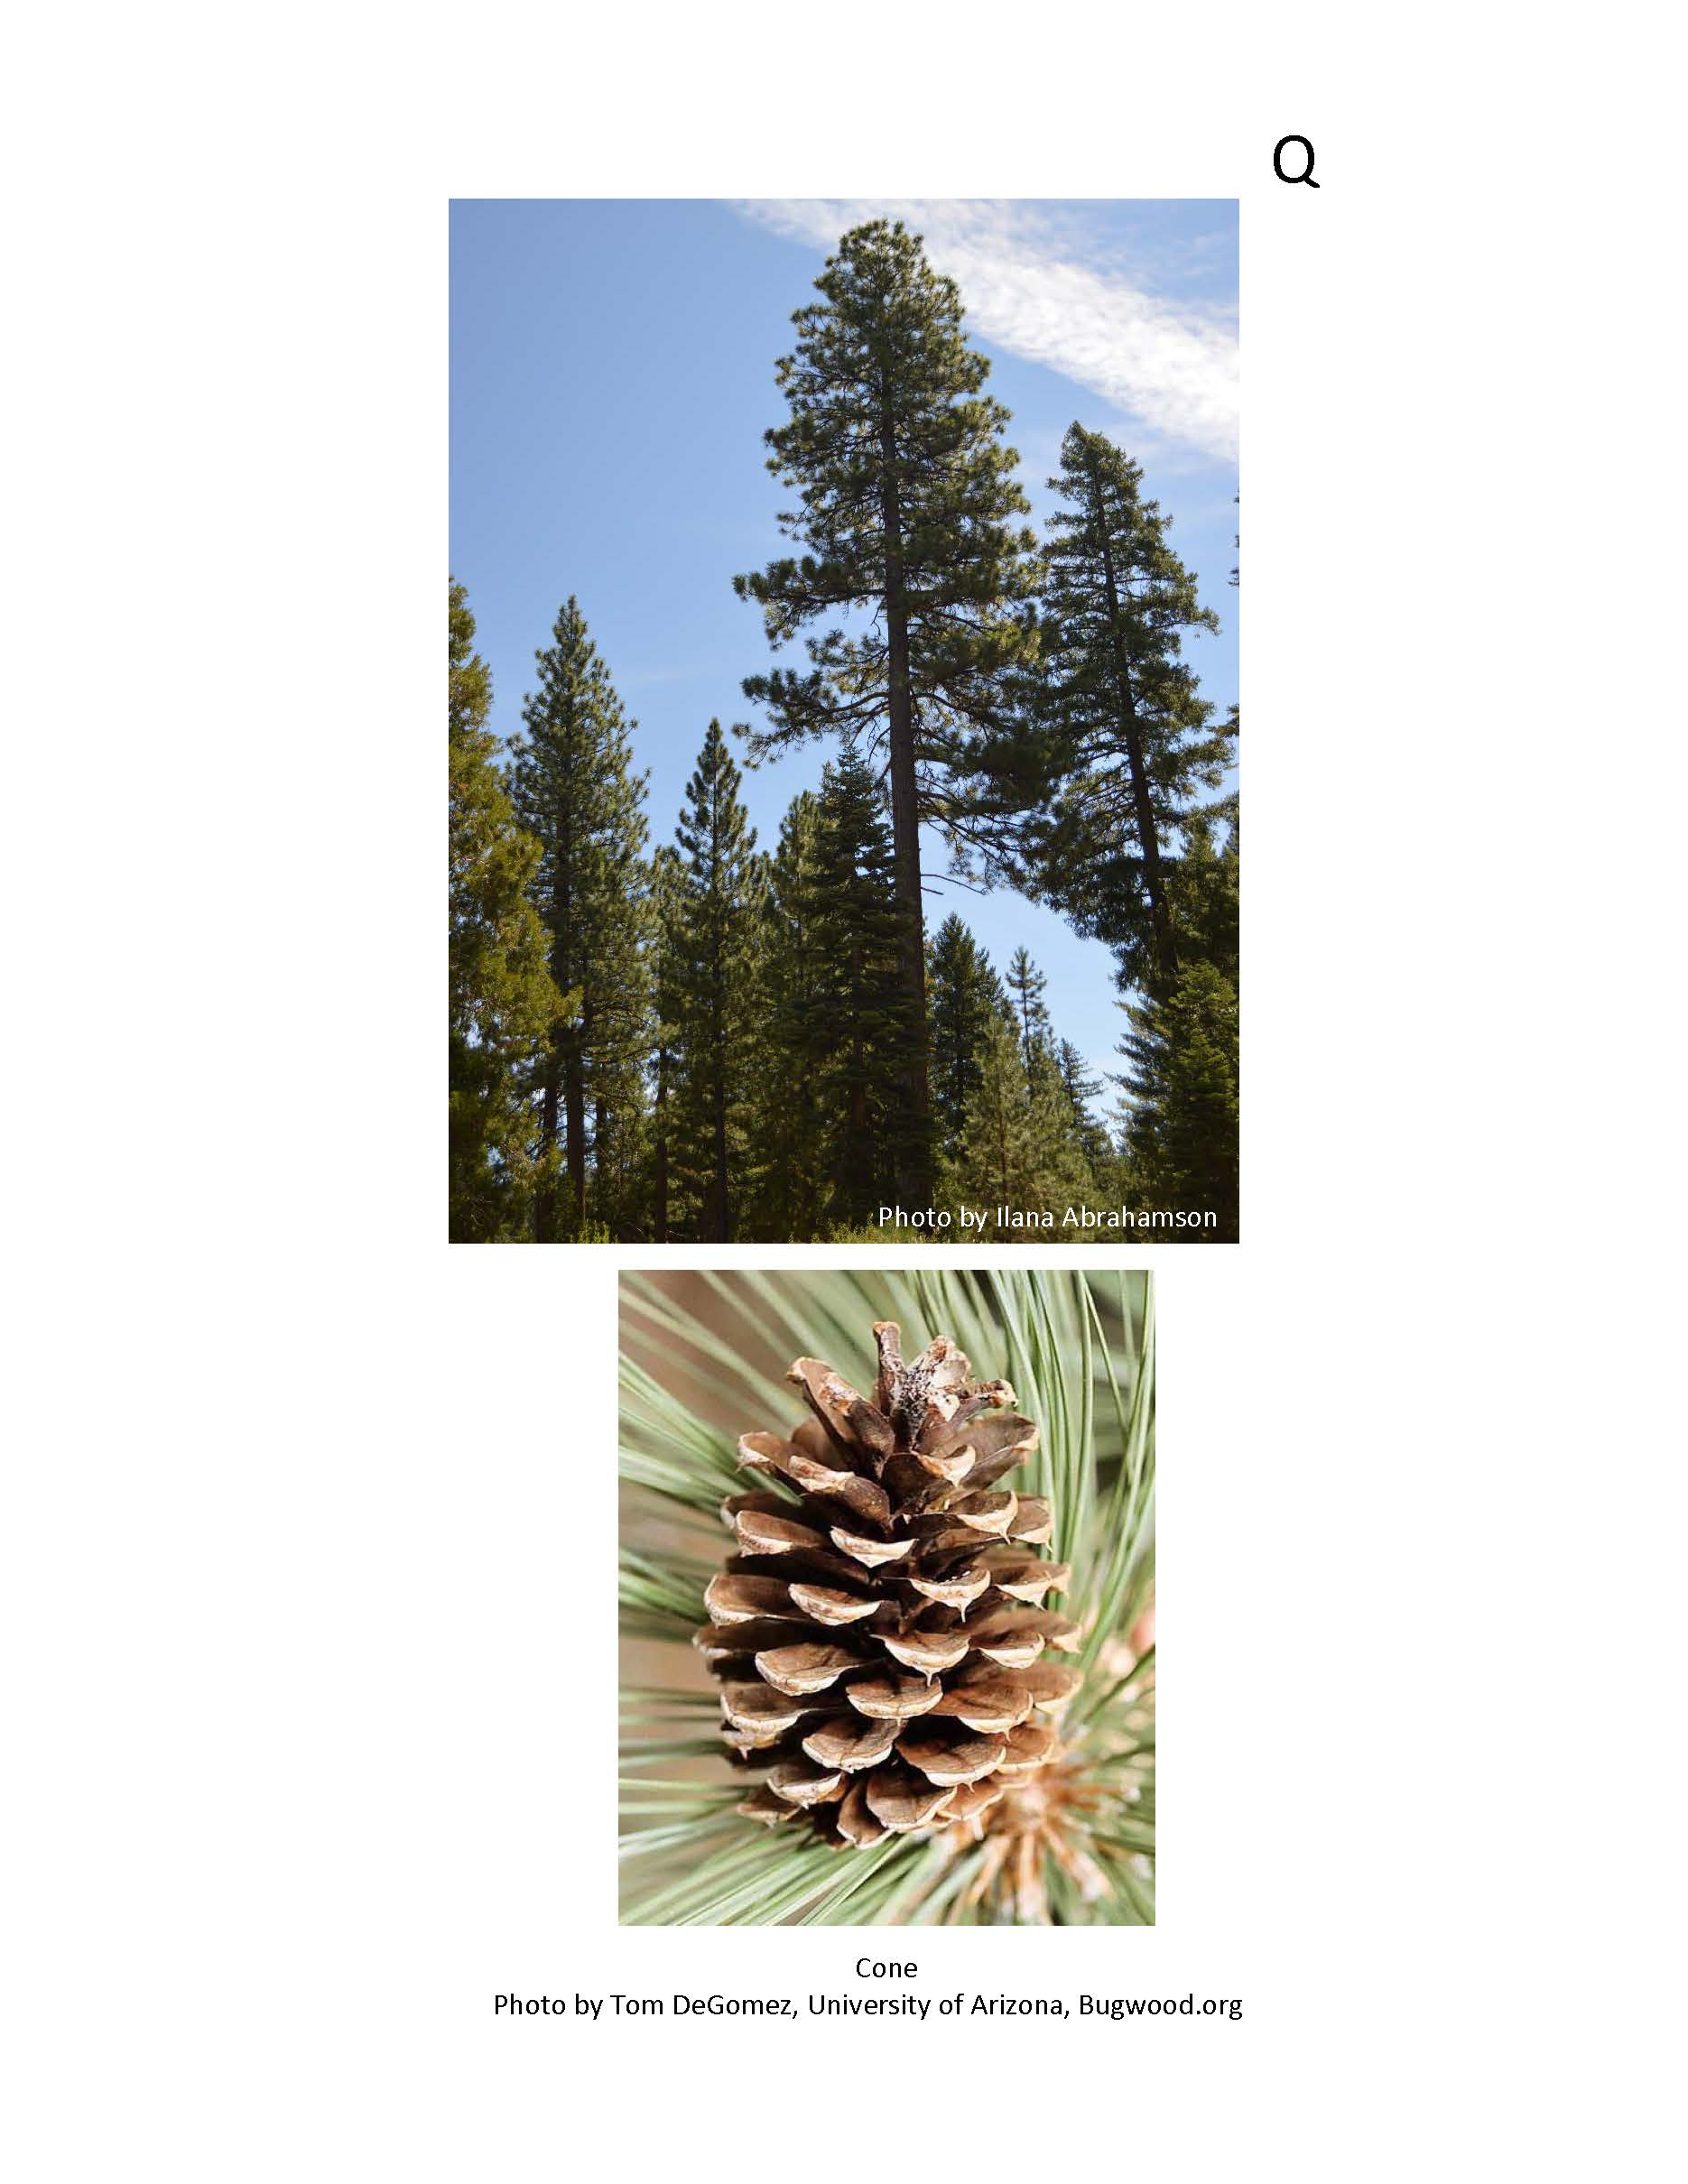 Q
Photo by Ilana Abrahamson
Cone
Photo by Tom DeGomez, University of Arizona, Bugwood.org